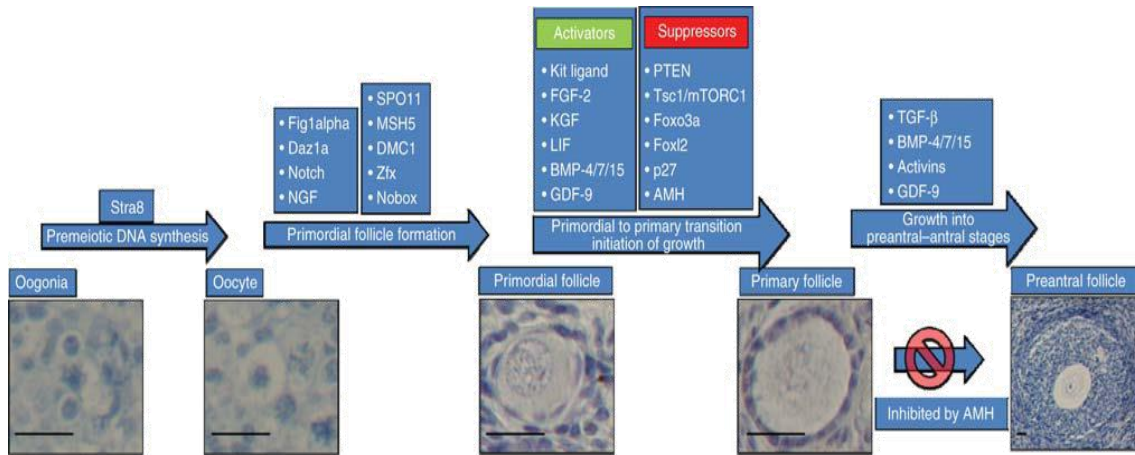 Activators
Suppressors
• Kit ligand
• FGF-2
• KGF
• LIF
• BMP-4/7/15
• GDF-9
• PTEN
• Tsc1/mTORC1
• Foxo3a
• Foxl2
• p27
• AMH
• Fig1alpha
• Daz1a
• Notch
• NGF
• SPO11
• MSH5
• DMC1
• Zfx
• Nobox
• TGF-β
• BMP-4/7/15
• Activins
• GDF-9
Stra8
Premeiotic DNA synthesis
Primordial follicle formation
Primordial to primary transition
initiation of growth
Growth into
preantral–antral stages
Oogonia
Oocyte
Primordial follicle
Primary follicle
Preantral follicle
Inhibited by AMH